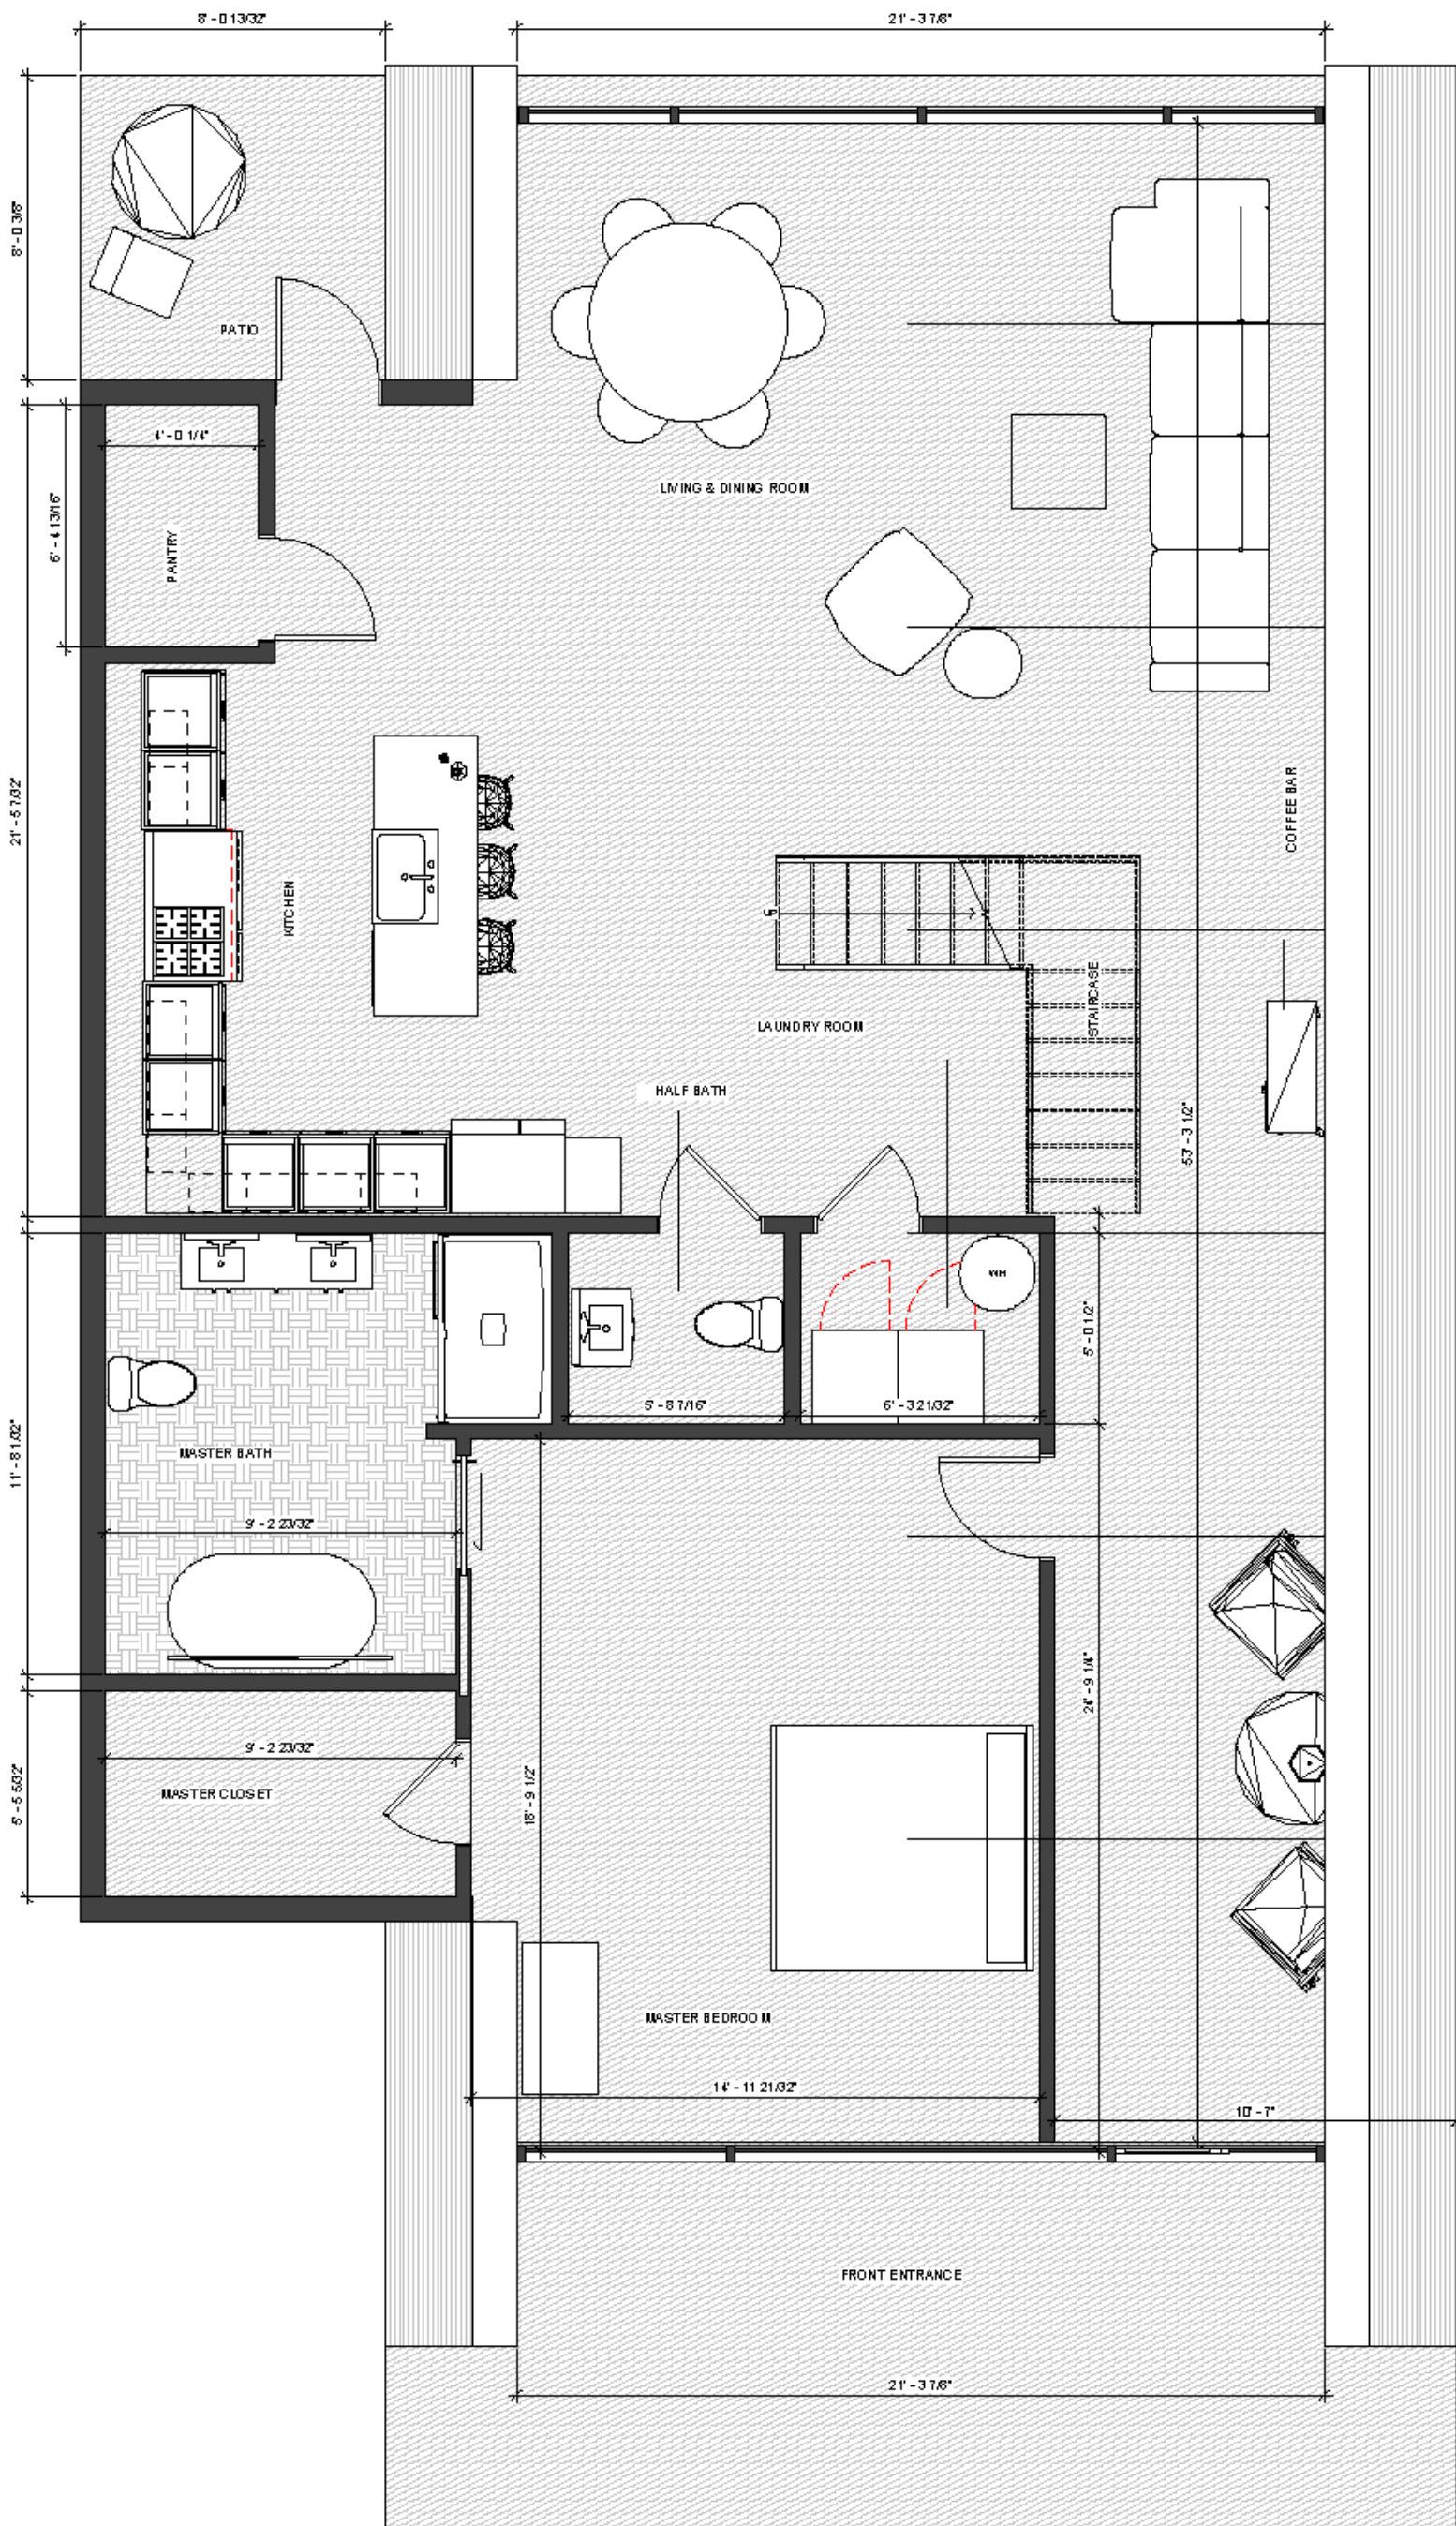 8' - 0 13/32"
21' - 3 7/8"
8' - 0 3/8"
PATIO
4' - 0 1/4"
6' - 4 13/16"
PANTRY
LIVING & DINING ROOM
21' - 5 7/32"
KITCHEN
COFFEE BAR
STAIRCASE
LAUNDRY ROOM
HALF BATH
53' - 3 1/2"
WH
5' - 0 1/2"
5' - 8 7/16"
6' - 3 21/32"
11' - 8 1/32"
MASTER BATH
9' - 2 23/32"
24' - 9 1/4"
9' - 2 23/32"
MASTER CLOSET
5' - 5 5/32"
18' - 9 1/2"
MASTER BEDROOM
14' - 11 21/32"
10' - 7"
FRONT ENTRANCE
21' - 3 7/8"